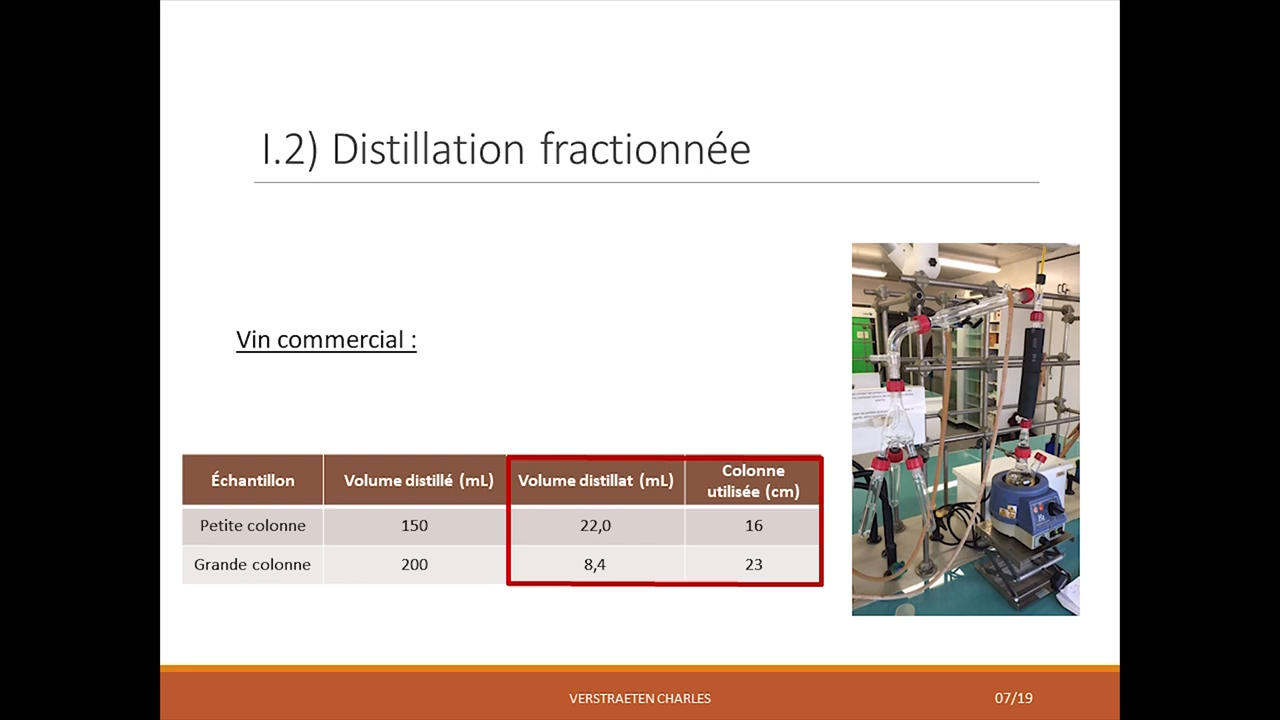 I.2) Distillation fractionnée
Vin commercial :
Échantillon Volume distillé (mL) Volume distillat (mL) Colonne utilisée (cm)
Petite colonne 150 22,0 16
Grande colonne 200 8,4 23
VERSTRAETEN CHARLES 07/19